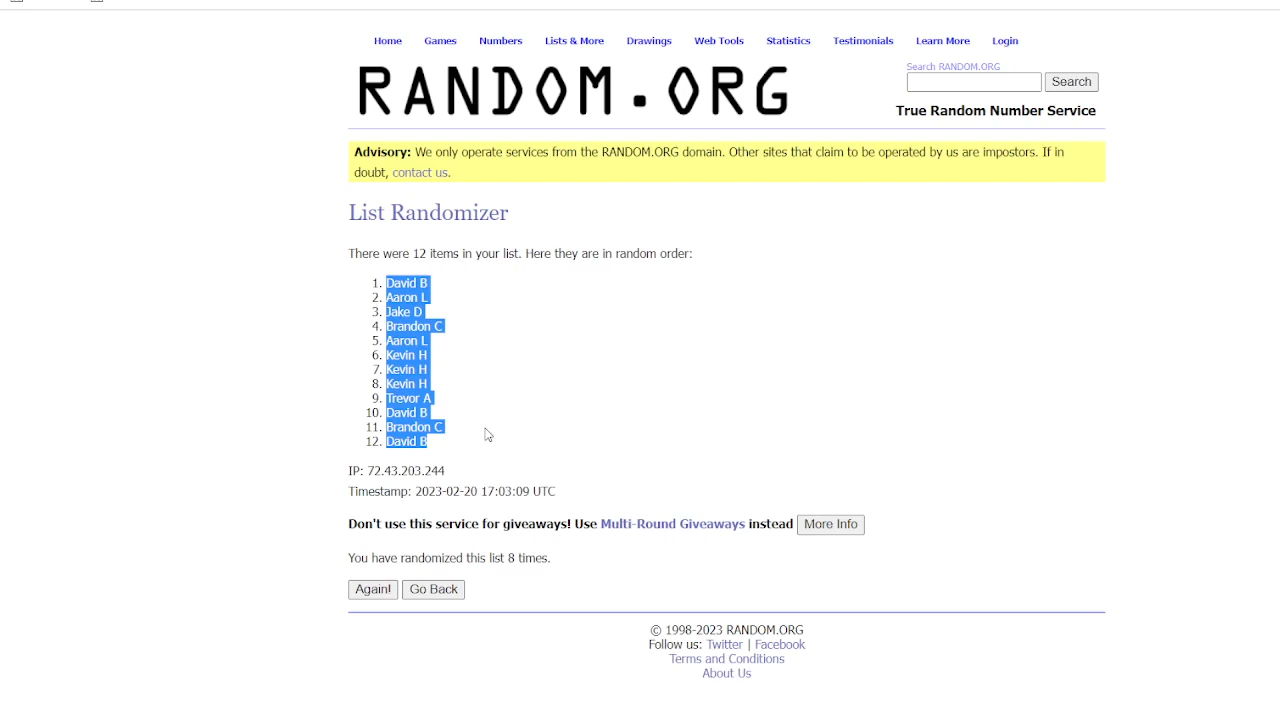 Home Games Numbers Lists & More Drawings Web Tools Statistics Testimonials Learn More Login
RANDOM.ORG
Search RANDOM.ORG
Search
True Random Number Service
Advisory: We only operate services from the RANDOM.ORG domain. Other sites that claim to be operated by us are impostors. If in
doubt, contact us.
List Randomizer
There were 12 items in your list. Here they are in random order:
1. David B
2. Aaron L
3. Jake D
4. Brandon C
5. Aaron L
6. Kevin H
7. Kevin H
8. Kevin H
9. Trevor A
10. David B
11. Brandon C
12. David B
IP: 72.43.203.244
Timestamp: 2023-02-20 17:03:09 UTC
Don't use this service for giveaways! Use Multi-Round Giveaways instead More Info
You have randomized this list 8 times.
Again! Go Back
© 1998-2023 RANDOM.ORG
Follow us: Twitter | Facebook
Terms and Conditions
About Us